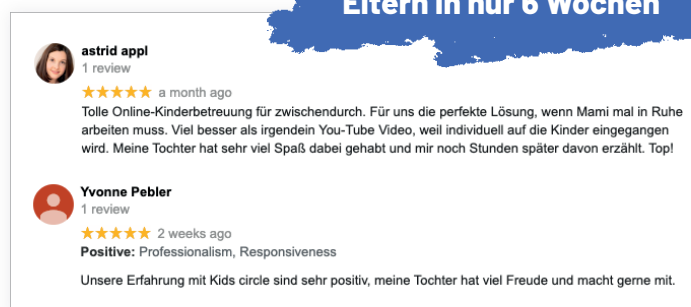 Eltern in nur 6 Wochen
astrid appl
1 review
a month ago
Tolle Online-Kinderbetreuung für zwischendurch. Für uns die perfekte Lösung, wenn Mami mal in Ruhe
arbeiten muss. Viel besser als irgendein You-Tube Video, weil individuell auf die Kinder eingegangen
wird. Meine Tochter hat sehr viel Spaß dabei gehabt und mir noch Stunden später davon erzählt. Top!
Yvonne Pebler
1 review
2 weeks ago
Positive: Professionalism, Responsiveness
Unsere Erfahrung mit Kids circle sind sehr positiv, meine Tochter hat viel Freude und macht gerne mit.